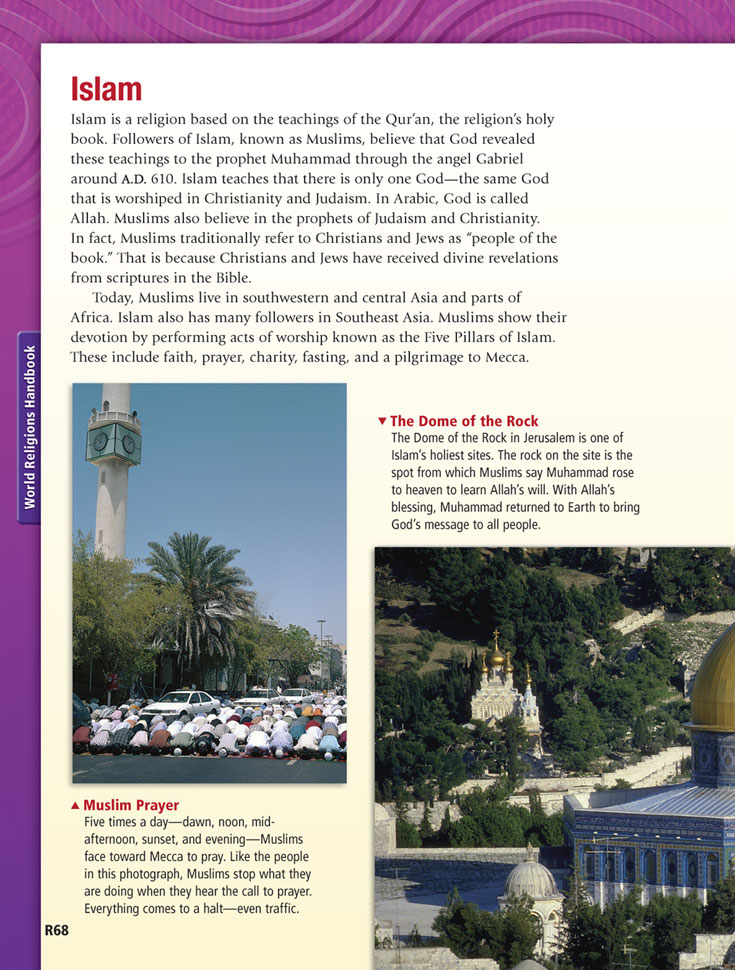 Islam
Islam is a religion based on the teachings of the Qur’an, the religion’s holy
book. Followers of Islam, known as Muslims, believe that God revealed
these teachings to the prophet Muhammad through the angel Gabriel
around A.D. 610. Islam teaches that there is only one God—the same God
that is worshiped in Christianity and Judaism. In Arabic, God is called
Allah. Muslims also believe in the prophets of Judaism and Christianity.
In fact, Muslims traditionally refer to Christians and Jews as “people of the
book.” That is because Christians and Jews have received divine revelations
from scriptures in the Bible.
Today, Muslims live in southwestern and central Asia and parts of
Africa. Islam also has many followers in Southeast Asia. Muslims show their
devotion by performing acts of worship known as the Five Pillars of Islam.
These include faith, prayer, charity, fasting, and a pilgrimage to Mecca.
World Religions Handbook
The Dome of the Rock
The Dome of the Rock in Jerusalem is one of
Islam’s holiest sites. The rock on the site is the
spot from which Muslims say Muhammad rose
to heaven to learn Allah’s will. With Allah’s
blessing, Muhammad returned to Earth to bring
God’s message to all people.
Muslim Prayer
Five times a day—dawn, noon, mid-
afternoon, sunset, and evening—Muslims
face toward Mecca to pray. Like the people
in this photograph, Muslims stop what they
are doing when they hear the call to prayer.
Everything comes to a halt—even traffic.
R68